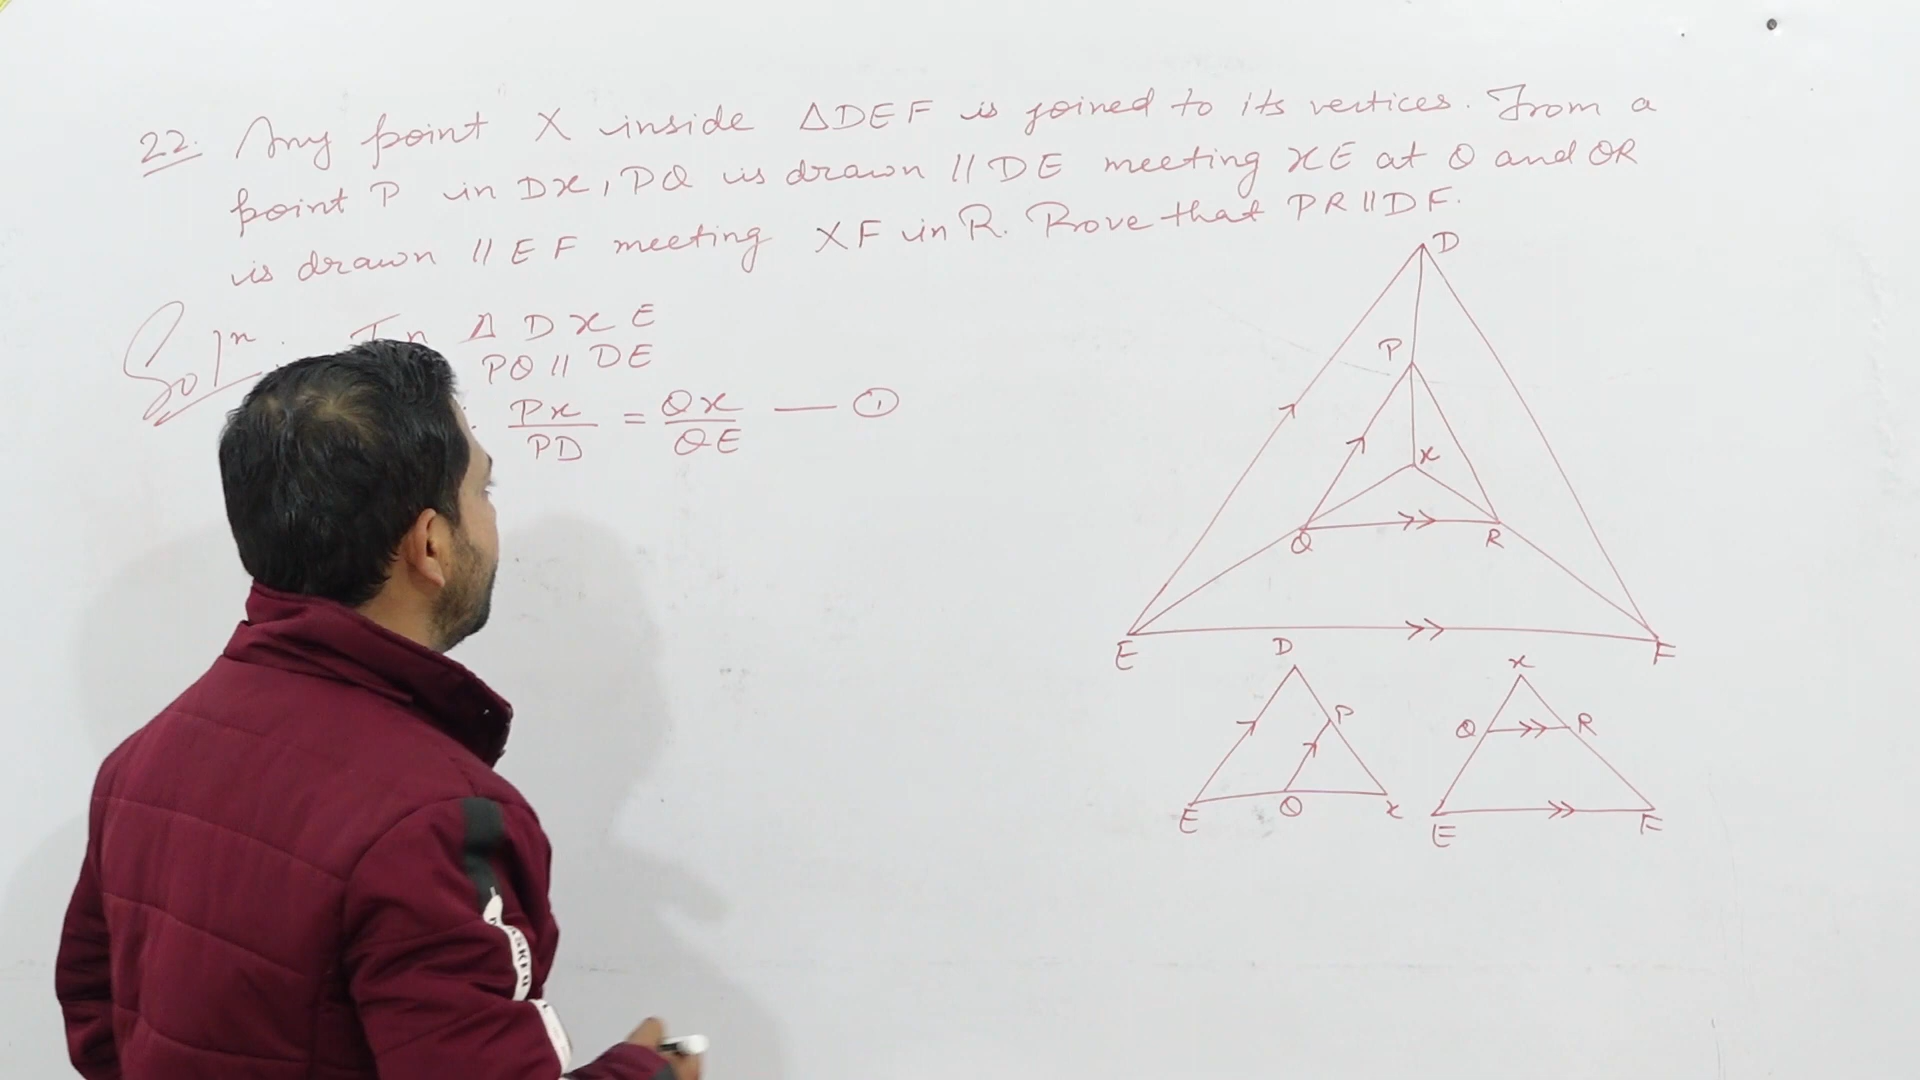 22. Any point X inside ΔDEF is joined to its vertices. From a
point P in Dx, PQ is drawn // DE meeting XE at Q and QR
is drawn // EF meeting XF in R. Prove that PR // DF.
Solⁿ. In Δ D x E
PQ // DE
Px/PD = Qx/QE — ①
D
P
x
Q R
E F
D
P
E Q x
x
Q R
E F